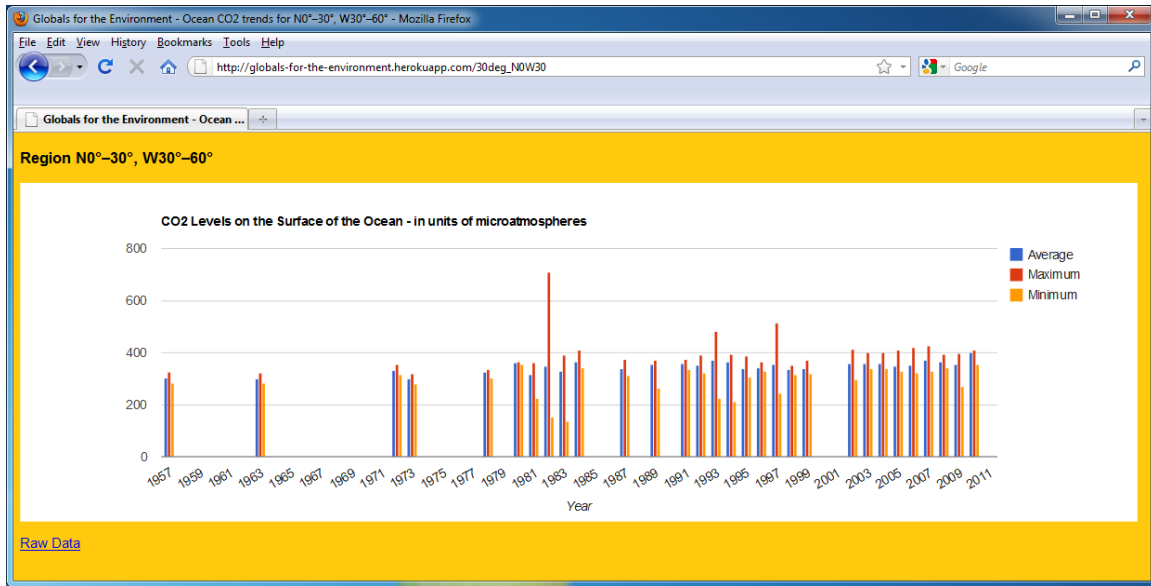 Globals for the Environment - Ocean CO2 trends for N0°–30°, W30°–60° - Mozilla Firefox
File Edit View History Bookmarks Tools Help
http://globals-for-the-environment.herokuapp.com/30deg_N0W30 Google
Globals for the Environment - Ocean ...
Region N0°–30°, W30°–60°
CO2 Levels on the Surface of the Ocean - in units of microatmospheres
800
600
400
200
0
Average
Maximum
Minimum
1957 1959 1961 1963 1965 1967 1969 1971 1973 1975 1977 1979 1981 1983 1985 1987 1989 1991 1993 1995 1997 1999 2001 2003 2005 2007 2009 2011
Year
Raw Data